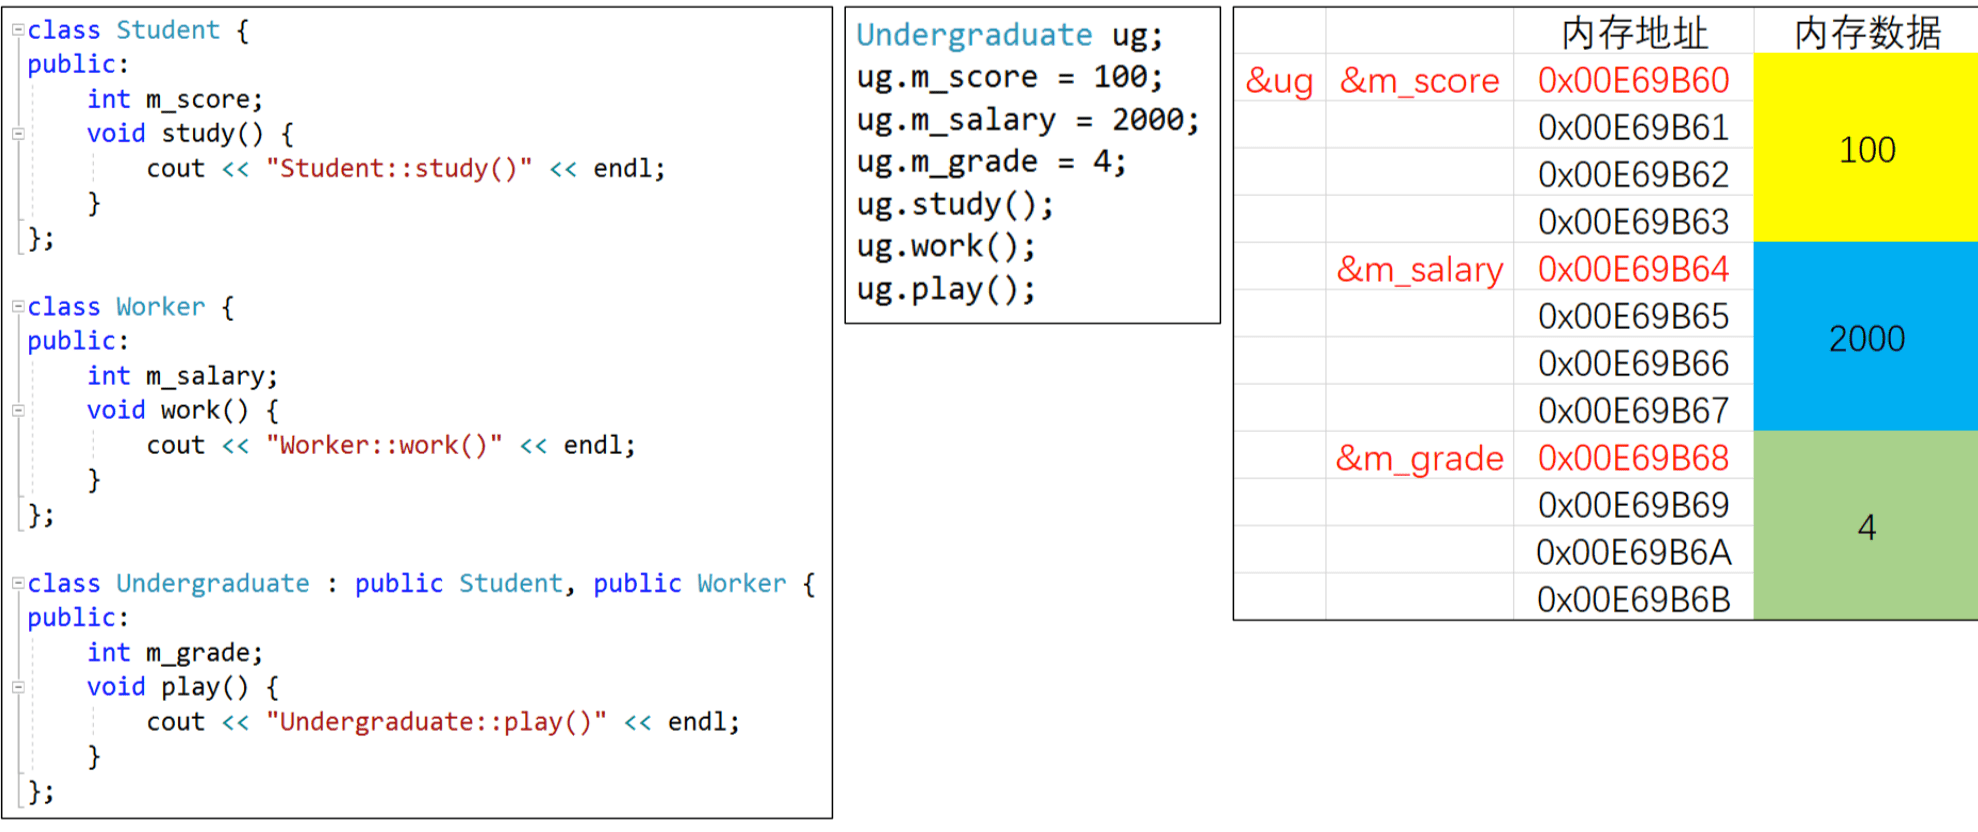 class Student {
public:
    int m_score;
    void study() {
        cout << "Student::study()" << endl;
    }
};
class Worker {
public:
    int m_salary;
    void work() {
        cout << "Worker::work()" << endl;
    }
};
class Undergraduate : public Student, public Worker {
public:
    int m_grade;
    void play() {
        cout << "Undergraduate::play()" << endl;
    }
};
Undergraduate ug;
ug.m_score = 100;
ug.m_salary = 2000;
ug.m_grade = 4;
ug.study();
ug.work();
ug.play();
内存地址 内存数据
&ug &m_score 0x00E69B60
0x00E69B61
100
0x00E69B62
0x00E69B63
&m_salary 0x00E69B64
0x00E69B65
2000
0x00E69B66
0x00E69B67
&m_grade 0x00E69B68
0x00E69B69
4
0x00E69B6A
0x00E69B6B